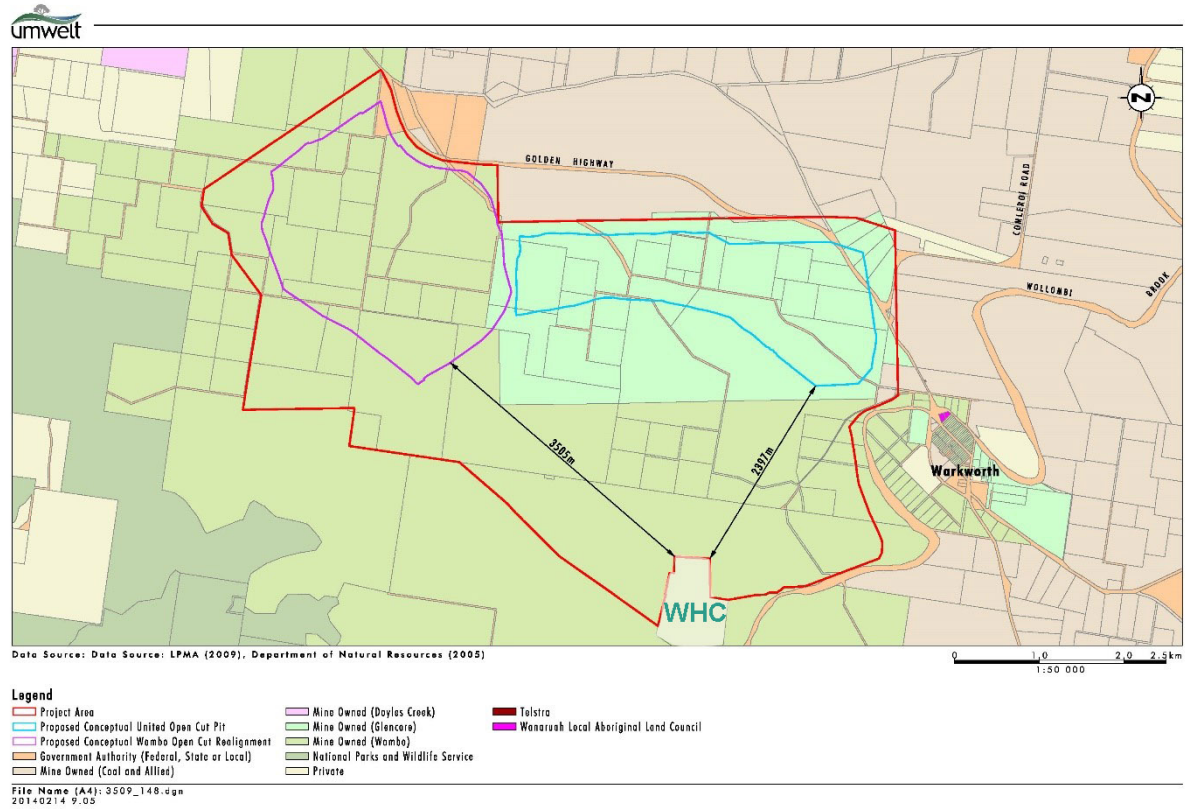 umwelt
N
GOLDEN HIGHWAY
COMLEROI ROAD
WOLLOMBI BROOK
3505m
2397m
Warkworth
WHC
Data Source: Data Source: LPMA (2009), Department of Natural Resources (2005)
0 1.0 2.0 2.5km
1:50 000
Legend
Project Area
Proposed Conceptual United Open Cut Pit
Proposed Conceptual Wambo Open Cut Realignment
Government Authority (Federal, State or Local)
Mine Owned (Coal and Allied)
Mine Owned (Doyles Creek)
Mine Owned (Glencore)
Mine Owned (Wambo)
National Parks and Wildlife Service
Private
Telstra
Wanaruah Local Aboriginal Land Council
File Name (A4): 3509_148.dgn
20140214 9.05